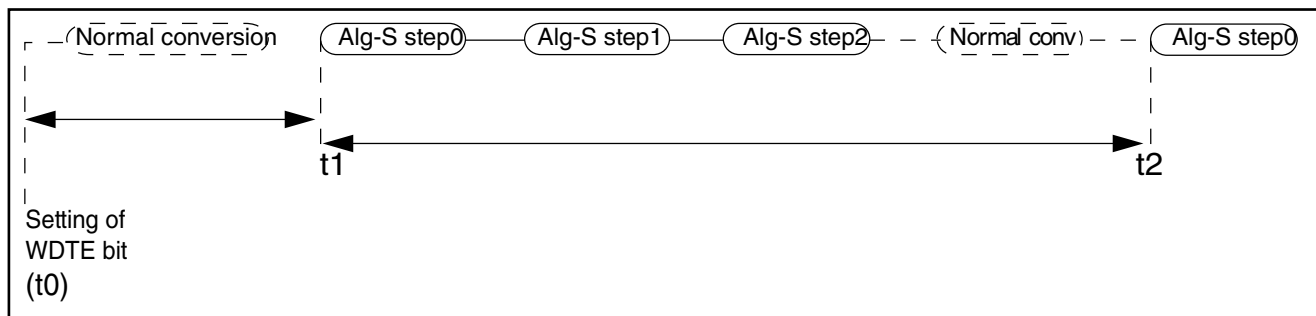 Normal conversion
Alg-S step0
Alg-S step1
Alg-S step2
Normal conv
Alg-S step0
t1
t2
Setting of
WDTE bit
(t0)